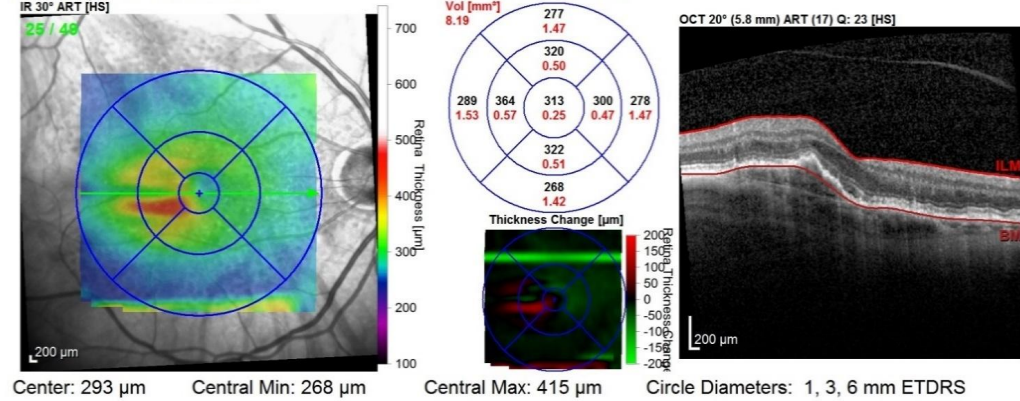 IR 30° ART [HS]
25 / 49
700
600
500
400
300
200
100
Retina Thickness [µm]
200 µm
Vol [mm³]
8.19
277
1.47
320
0.50
289
1.53
364
0.57
313
0.25
300
0.47
278
1.47
322
0.51
268
1.42
Thickness Change [µm]
200
150
100
50
0
-50
-100
-150
-200
Retina Thickness Change
OCT 20° (5.8 mm) ART (17) Q: 23 [HS]
ILM
BM
200 µm
Center: 293 µm Central Min: 268 µm Central Max: 415 µm Circle Diameters: 1, 3, 6 mm ETDRS